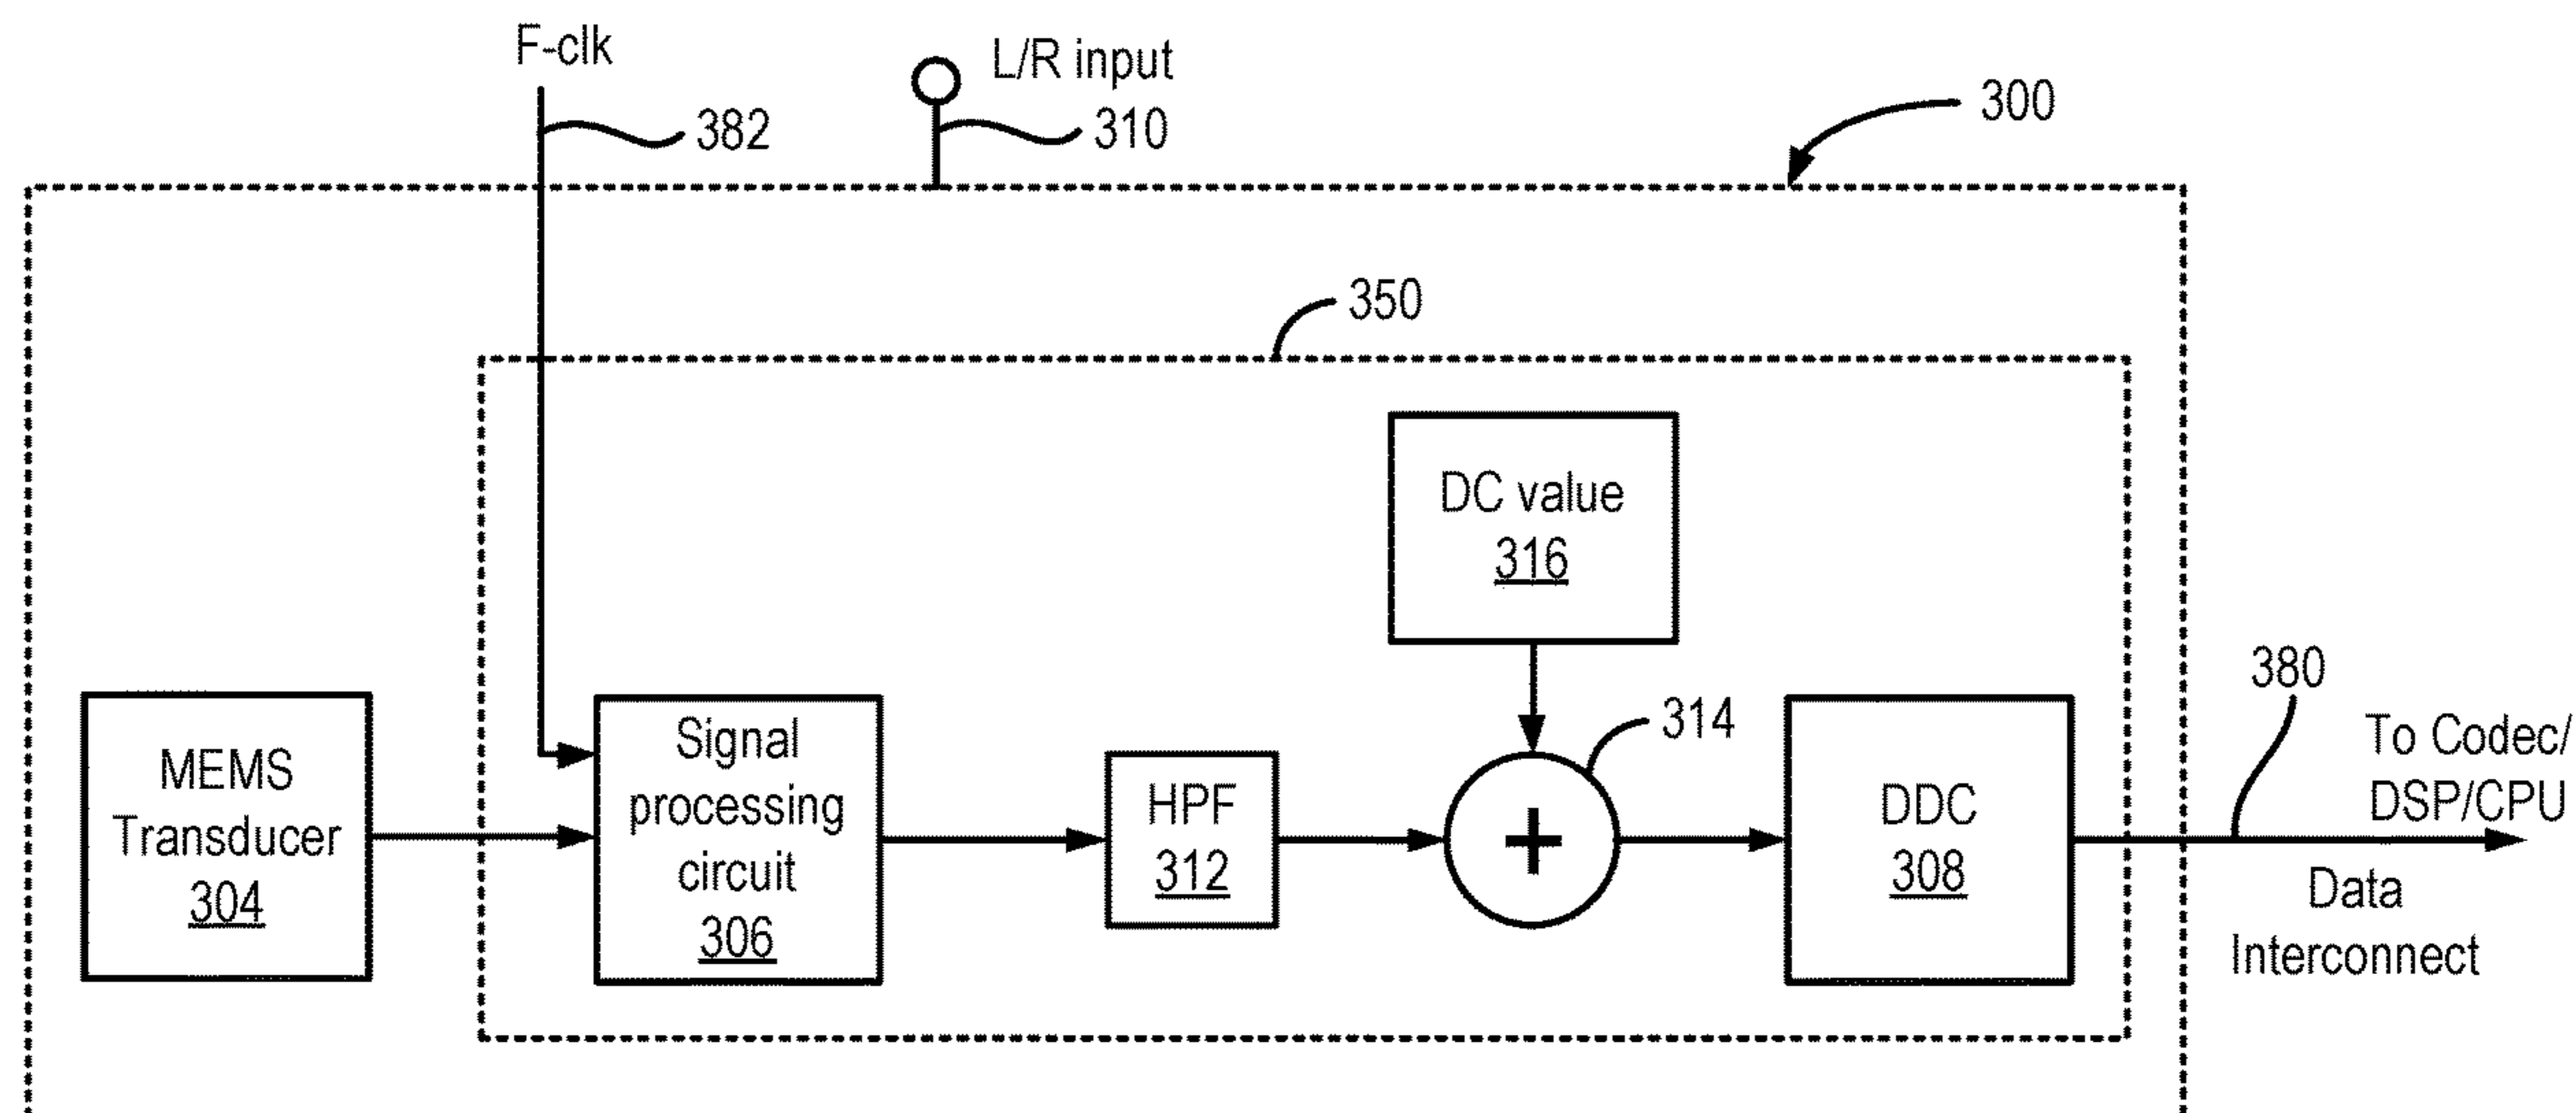 F-clk
L/R input
382
310
300
350
DC value
316
314
380
MEMS
Transducer
304
Signal
processing
circuit
306
HPF
312
+
DDC
308
To Codec/
DSP/CPU
Data
Interconnect